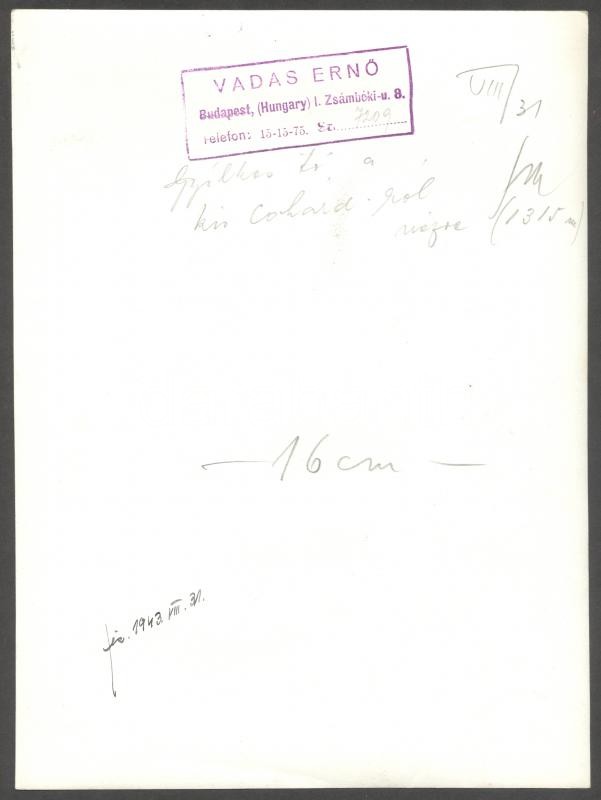 VADAS ERNŐ
Budapest, (Hungary) I. Zsámbéki-u. 8.
Telefon: 15-15-75. Sz. 7209
VIII/31
Gyilkos tó, a
kis Cohard-ról
nézve (1315 m)
— 16 cm —
1943. VIII. 31.